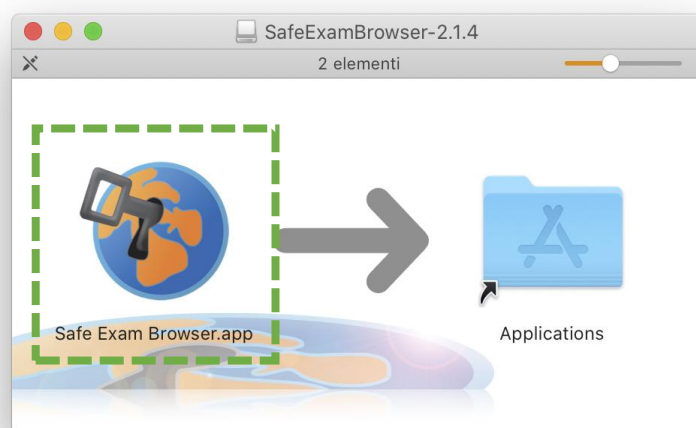 SafeExamBrowser-2.1.4
2 elementi
Safe Exam Browser.app
Applications